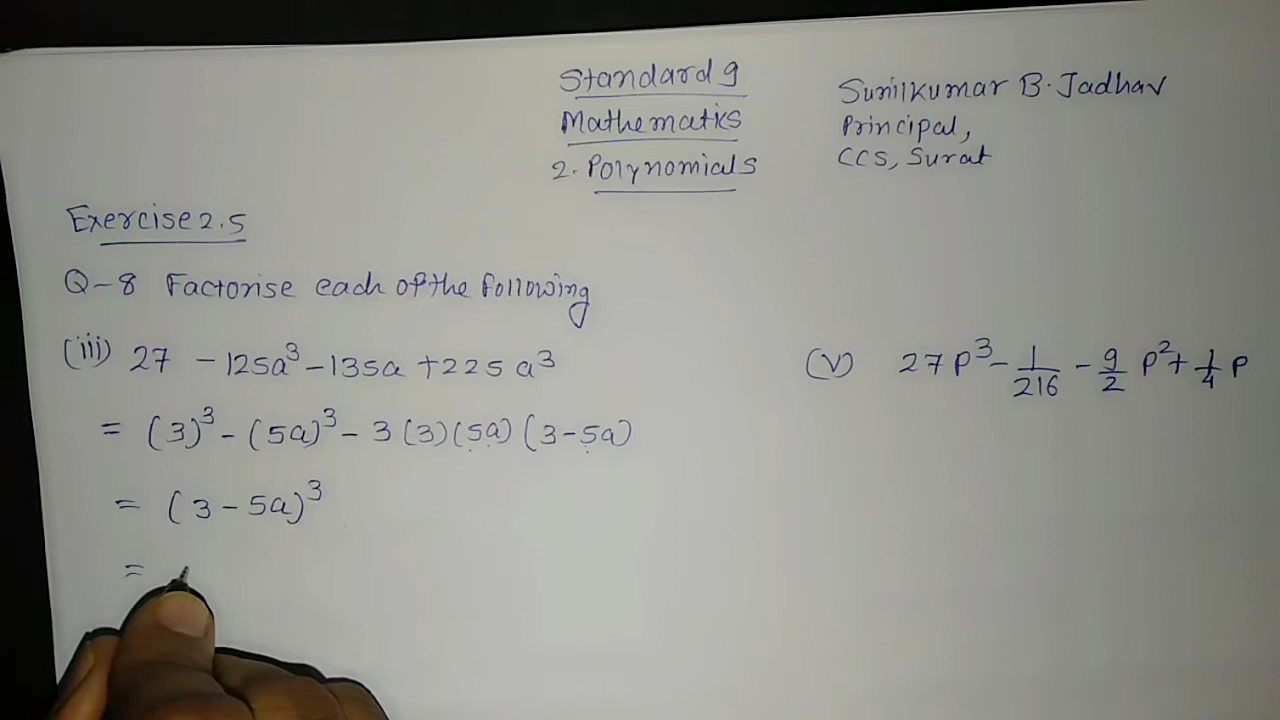 Standard 9
Mathematics
2. Polynomials
Sunilkumar B. Jadhav
Principal,
CCS, Surat
Exercise 2.5
Q-8 Factorise each of the following
(iii) 27 - 125a³ - 135a + 225a³
= (3)³ - (5a)³ - 3(3)(5a)(3-5a)
= (3-5a)³
=
(V) 27P³ - 1/216 - 9/2 P² + 1/4 P